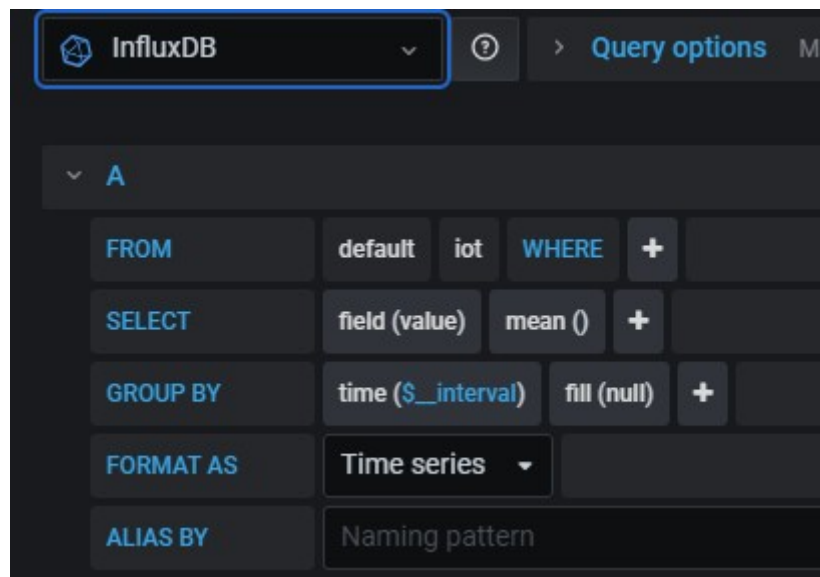 InfluxDB Query options M
A
FROM default iot WHERE +
SELECT field (value) mean () +
GROUP BY time ($__interval) fill (null) +
FORMAT AS Time series
ALIAS BY Naming pattern